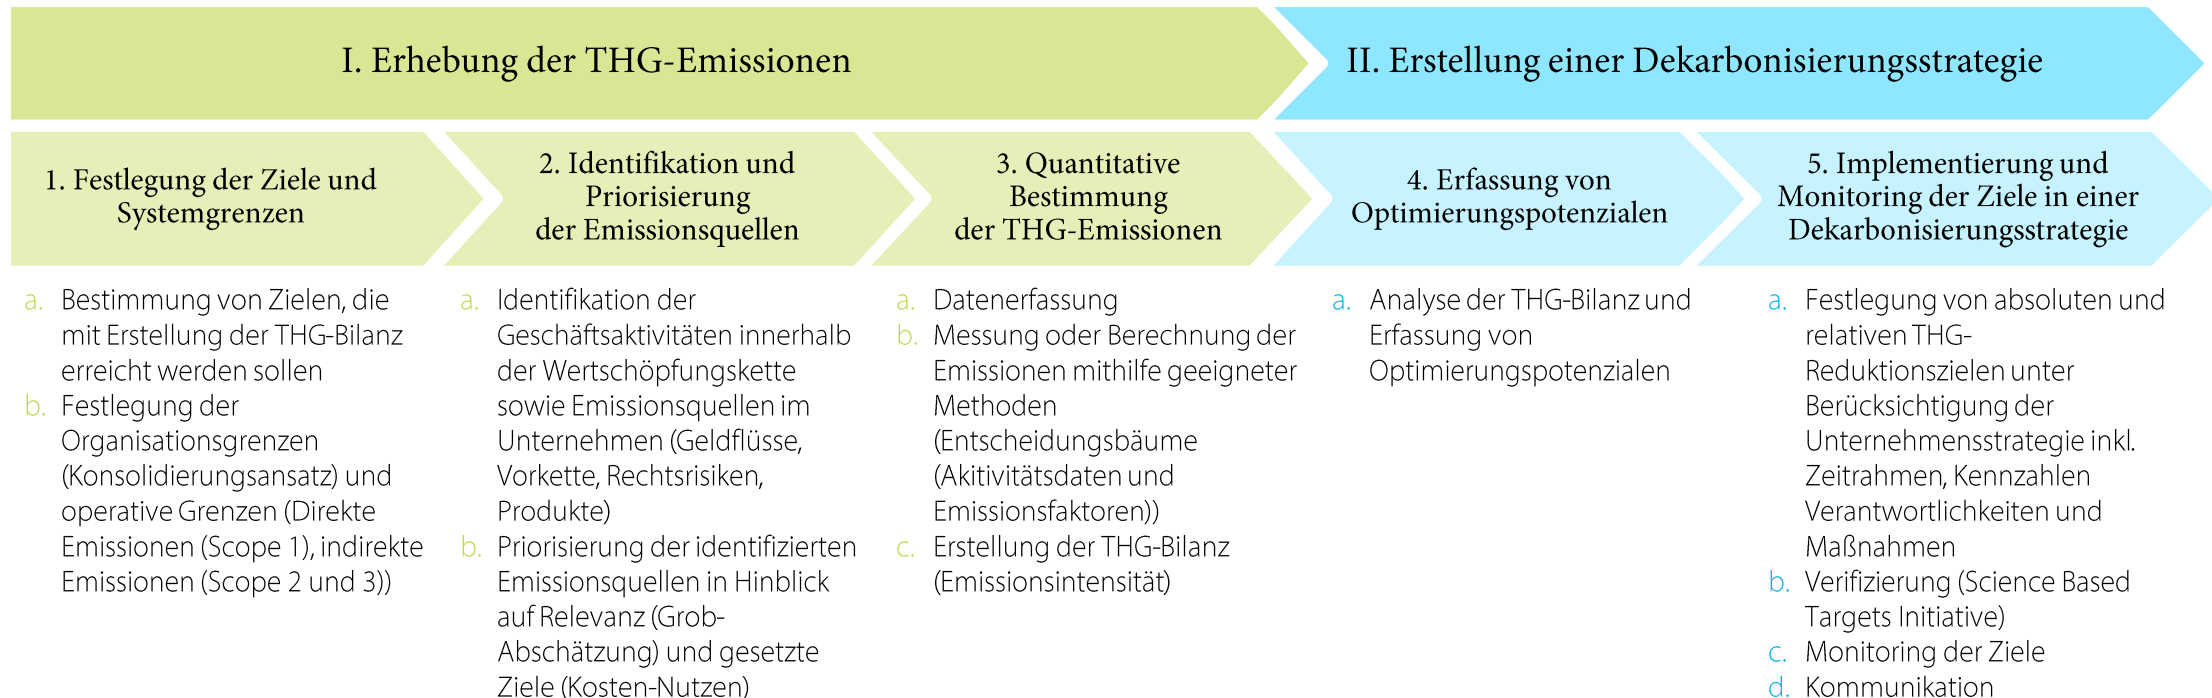 I. Erhebung der THG-Emissionen
II. Erstellung einer Dekarbonisierungsstrategie
1. Festlegung der Ziele und
Systemgrenzen
2. Identifikation und
Priorisierung
der Emissionsquellen
3. Quantitative
Bestimmung
der THG-Emissionen
4. Erfassung von
Optimierungspotenzialen
5. Implementierung und
Monitoring der Ziele in einer
Dekarbonisierungsstrategie
a. Bestimmung von Zielen, die
mit Erstellung der THG-Bilanz
erreicht werden sollen
b. Festlegung der
Organisationsgrenzen
(Konsolidierungsansatz) und
operative Grenzen (Direkte
Emissionen (Scope 1), indirekte
Emissionen (Scope 2 und 3))
a. Identifikation der
Geschäftsaktivitäten innerhalb
der Wertschöpfungskette
sowie Emissionsquellen im
Unternehmen (Geldflüsse,
Vorkette, Rechtsrisiken,
Produkte)
b. Priorisierung der identifizierten
Emissionsquellen in Hinblick
auf Relevanz (Grob-
Abschätzung) und gesetzte
Ziele (Kosten-Nutzen)
a. Datenerfassung
b. Messung oder Berechnung der
Emissionen mithilfe geeigneter
Methoden
(Entscheidungsbäume
(Akitivitätsdaten und
Emissionsfaktoren))
c. Erstellung der THG-Bilanz
(Emissionsintensität)
a. Analyse der THG-Bilanz und
Erfassung von
Optimierungspotenzialen
a. Festlegung von absoluten und
relativen THG-
Reduktionszielen unter
Berücksichtigung der
Unternehmensstrategie inkl.
Zeitrahmen, Kennzahlen
Verantwortlichkeiten und
Maßnahmen
b. Verifizierung (Science Based
Targets Initiative)
c. Monitoring der Ziele
d. Kommunikation